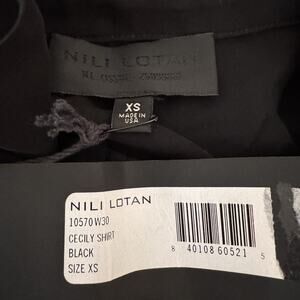 NILI LOTAN
XS
MADE IN
USA
NILI LOTAN
10570W30
CECILY SHIRT
BLACK
SIZE XS
8 40108 60521 5